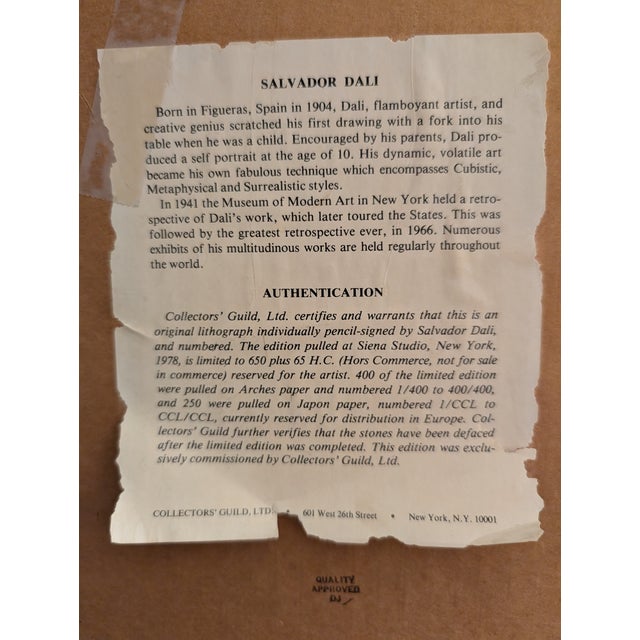 SALVADOR DALI
Born in Figueras, Spain in 1904, Dali, flamboyant artist, and
creative genius scratched his first drawing with a fork into his
table when he was a child. Encouraged by his parents, Dali pro-
duced a self portrait at the age of 10. His dynamic, volatile art
became his own fabulous technique which encompasses Cubistic,
Metaphysical and Surrealistic styles.
In 1941 the Museum of Modern Art in New York held a retro-
spective of Dali's work, which later toured the States. This was
followed by the greatest retrospective ever, in 1966. Numerous
exhibits of his multitudinous works are held regularly throughout
the world.
AUTHENTICATION
Collectors' Guild, Ltd. certifies and warrants that this is an
original lithograph individually pencil-signed by Salvador Dali,
and numbered. The edition pulled at Siena Studio, New York,
1978, is limited to 650 plus 65 H.C. (Hors Commerce, not for sale
in commerce) reserved for the artist. 400 of the limited edition
were pulled on Arches paper and numbered 1/400 to 400/400,
and 250 were pulled on Japon paper, numbered 1/CCL to
CCL/CCL, currently reserved for distribution in Europe. Col-
lectors' Guild further verifies that the stones have been defaced
after the limited edition was completed. This edition was exclu-
sively commissioned by Collectors' Guild, Ltd.
COLLECTORS' GUILD, LTD. • 601 West 26th Street • New York, N.Y. 10001
QUALITY
APPROVED
DJ